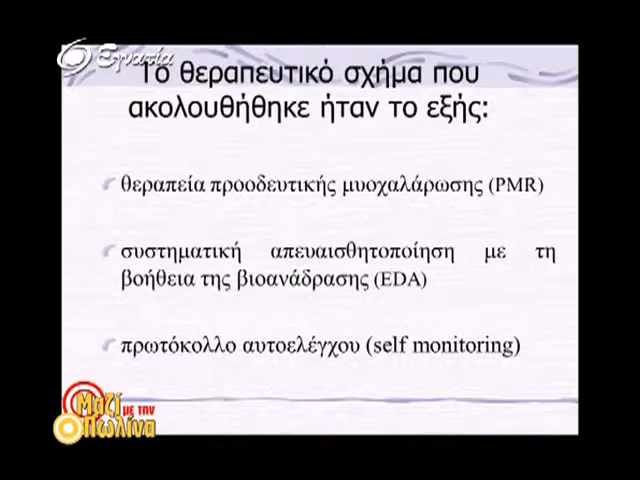 Εγνατία
Το θεραπευτικό σχήμα που
ακολουθήθηκε ήταν το εξής:
θεραπεία προοδευτικής μυοχαλάρωσης (PMR)
συστηματική απευαισθητοποίηση με τη
βοήθεια της βιοανάδρασης (EDA)
πρωτόκολλο αυτοελέγχου (self monitoring)
Μαζί με την
Πωλίνα